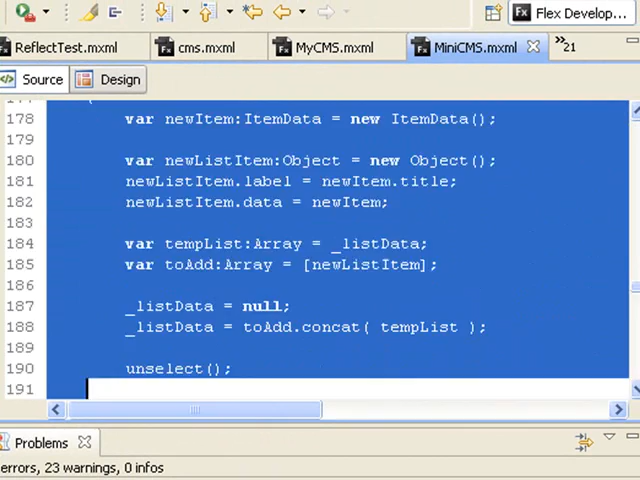 Flex Develop...
ReflectTest.mxml
cms.mxml
MyCMS.mxml
MiniCMS.mxml
»21
Source
Design
178 var newItem:ItemData = new ItemData();
179
180 var newListItem:Object = new Object();
181 newListItem.label = newItem.title;
182 newListItem.data = newItem;
183
184 var tempList:Array = _listData;
185 var toAdd:Array = [newListItem];
186
187 _listData = null;
188 _listData = toAdd.concat( tempList );
189
190 unselect();
191
Problems
errors, 23 warnings, 0 infos